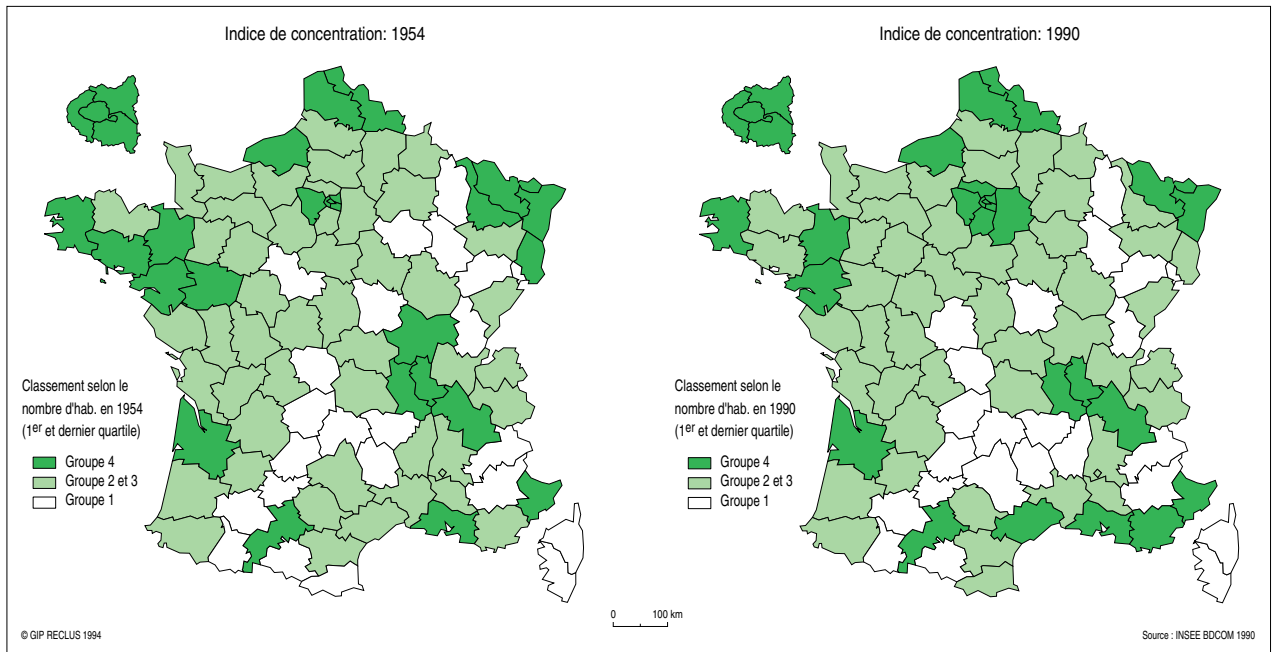 Indice de concentration: 1954
Classement selon le
nombre d'hab. en 1954
(1er et dernier quartile)
Groupe 4
Groupe 2 et 3
Groupe 1
© GIP RECLUS 1994
0 100 km
Indice de concentration: 1990
Classement selon le
nombre d'hab. en 1990
(1er et dernier quartile)
Groupe 4
Groupe 2 et 3
Groupe 1
Source : INSEE BDCOM 1990